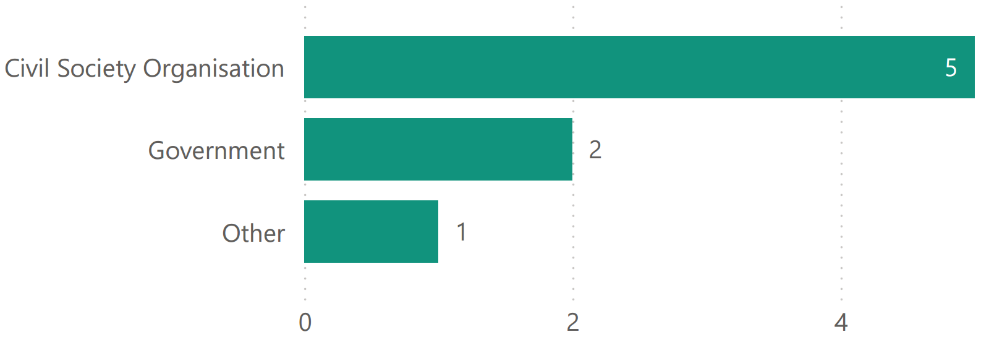 Civil Society Organisation 5
Government 2
Other 1
0 2 4